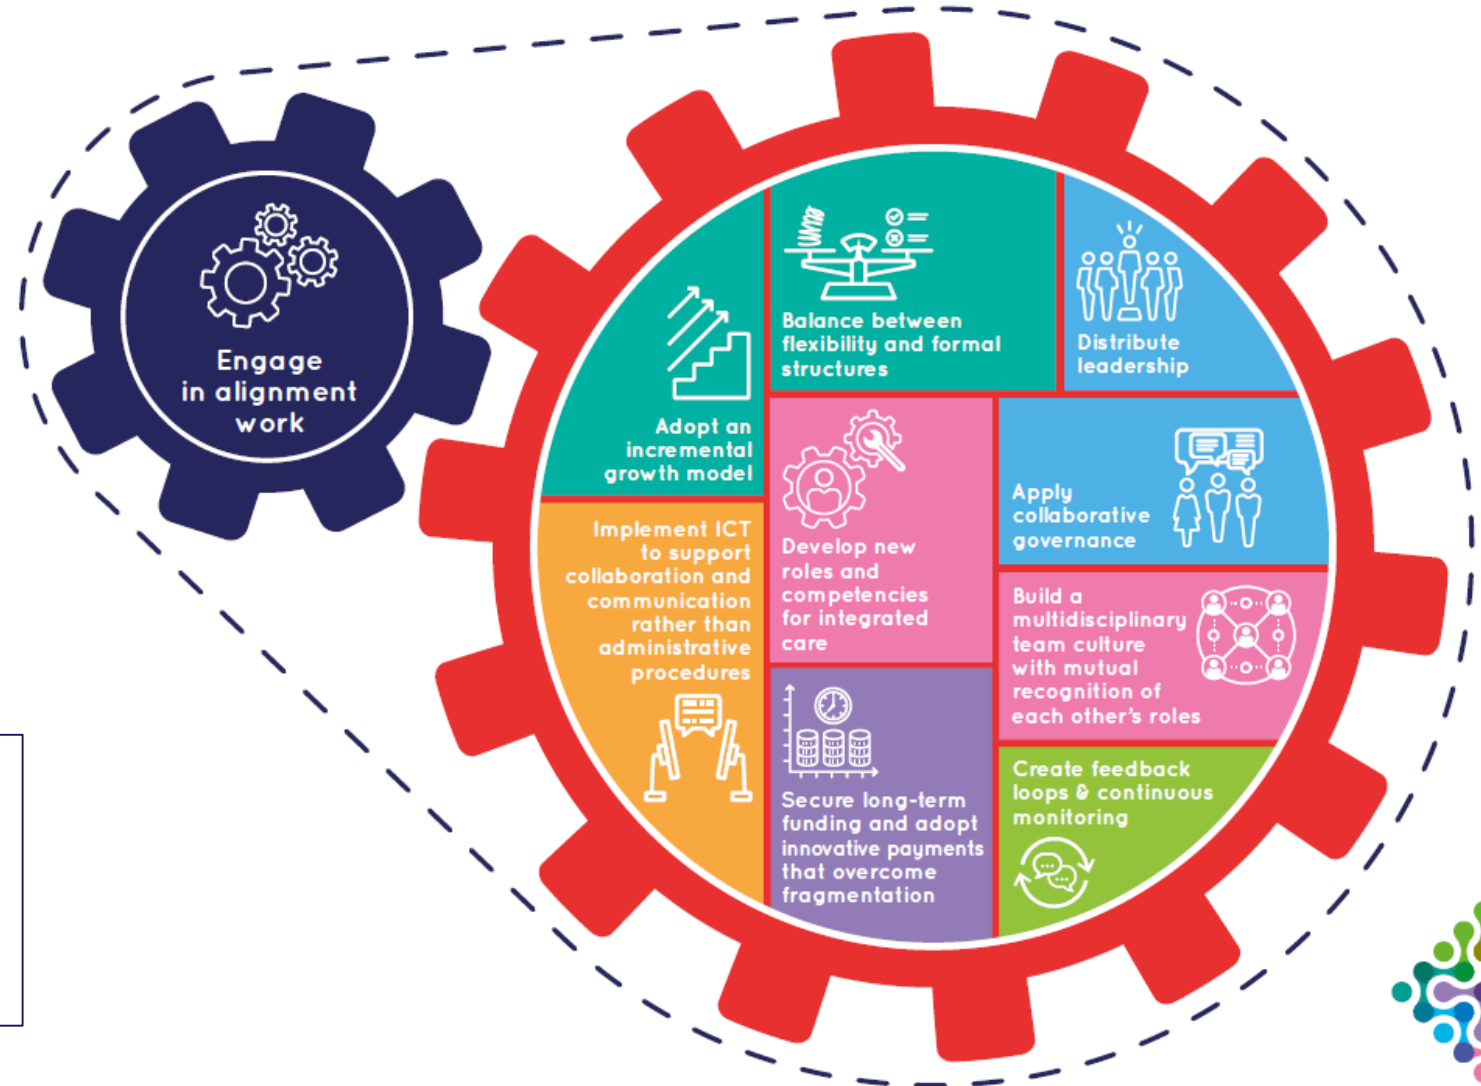 Engage
in alignment
work
Adopt an
incremental
growth model
Balance between
flexibility and formal
structures
Distribute
leadership
Implement ICT
to support
collaboration and
communication
rather than
administrative
procedures
Develop new
roles and
competencies
for integrated
care
Apply
collaborative
governance
Build a
multidisciplinary
team culture
with mutual
recognition of
each other's roles
Secure long-term
funding and adopt
innovative payments
that overcome
fragmentation
Create feedback
loops & continuous
monitoring